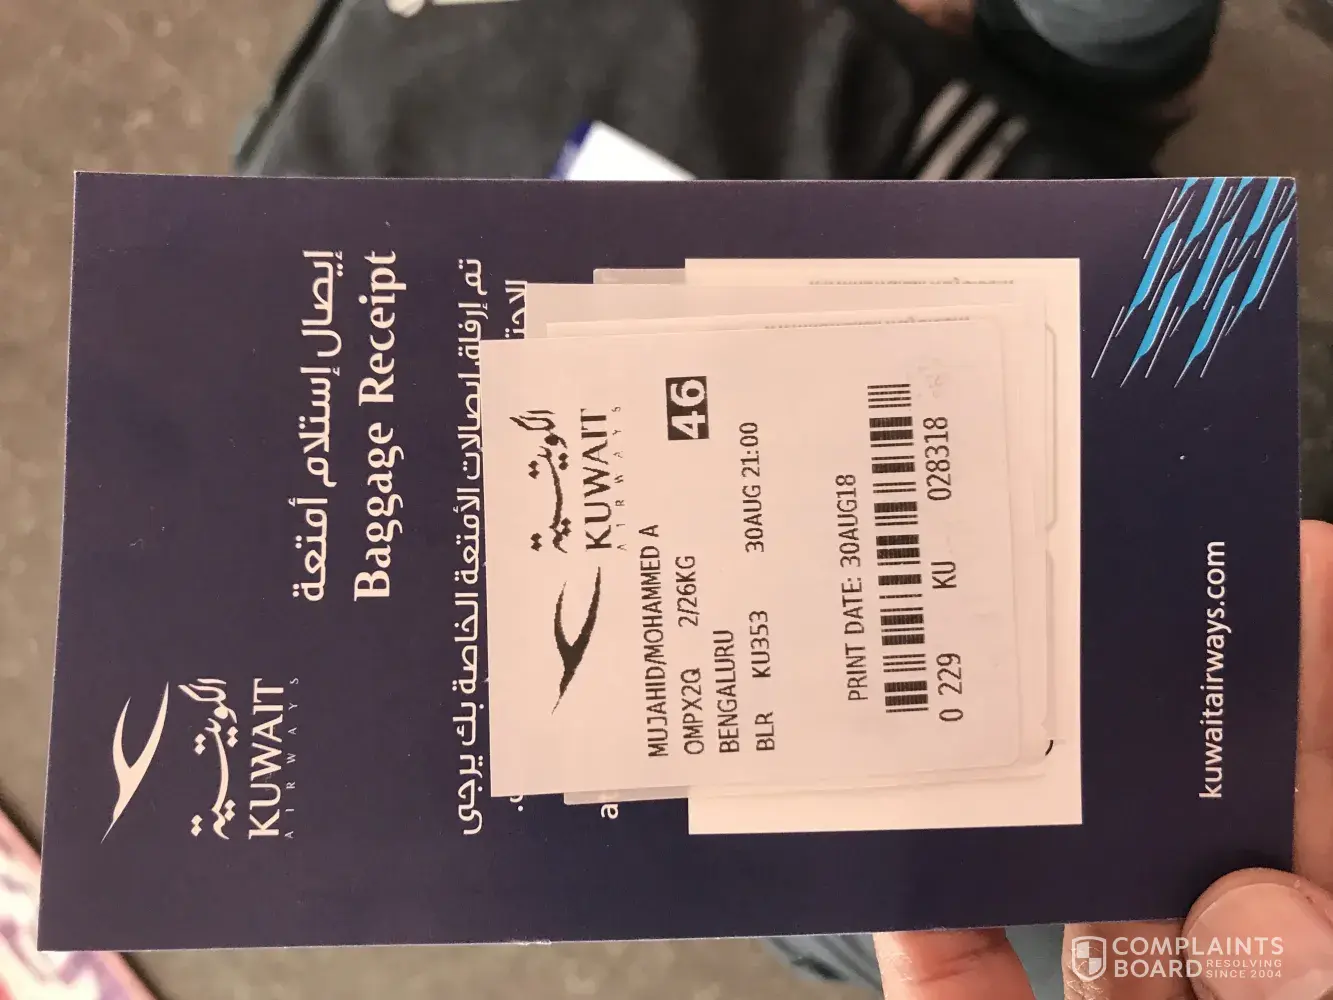 الكويتية
KUWAIT
AIRWAYS
إيصال إستلام أمتعة
Baggage Receipt
تم إرفاق إيصالات الأمتعة الخاصة بك يرجى
الكويتية
KUWAIT
AIRWAYS
46
MUJAHID/MOHAMMED A
OMPX2Q 2/26KG
BENGALURU
BLR KU353 30AUG 21:00
PRINT DATE: 30AUG18
0 229 KU 028318
kuwaitairways.com
COMPLAINTS
BOARD RESOLVING
SINCE 2004